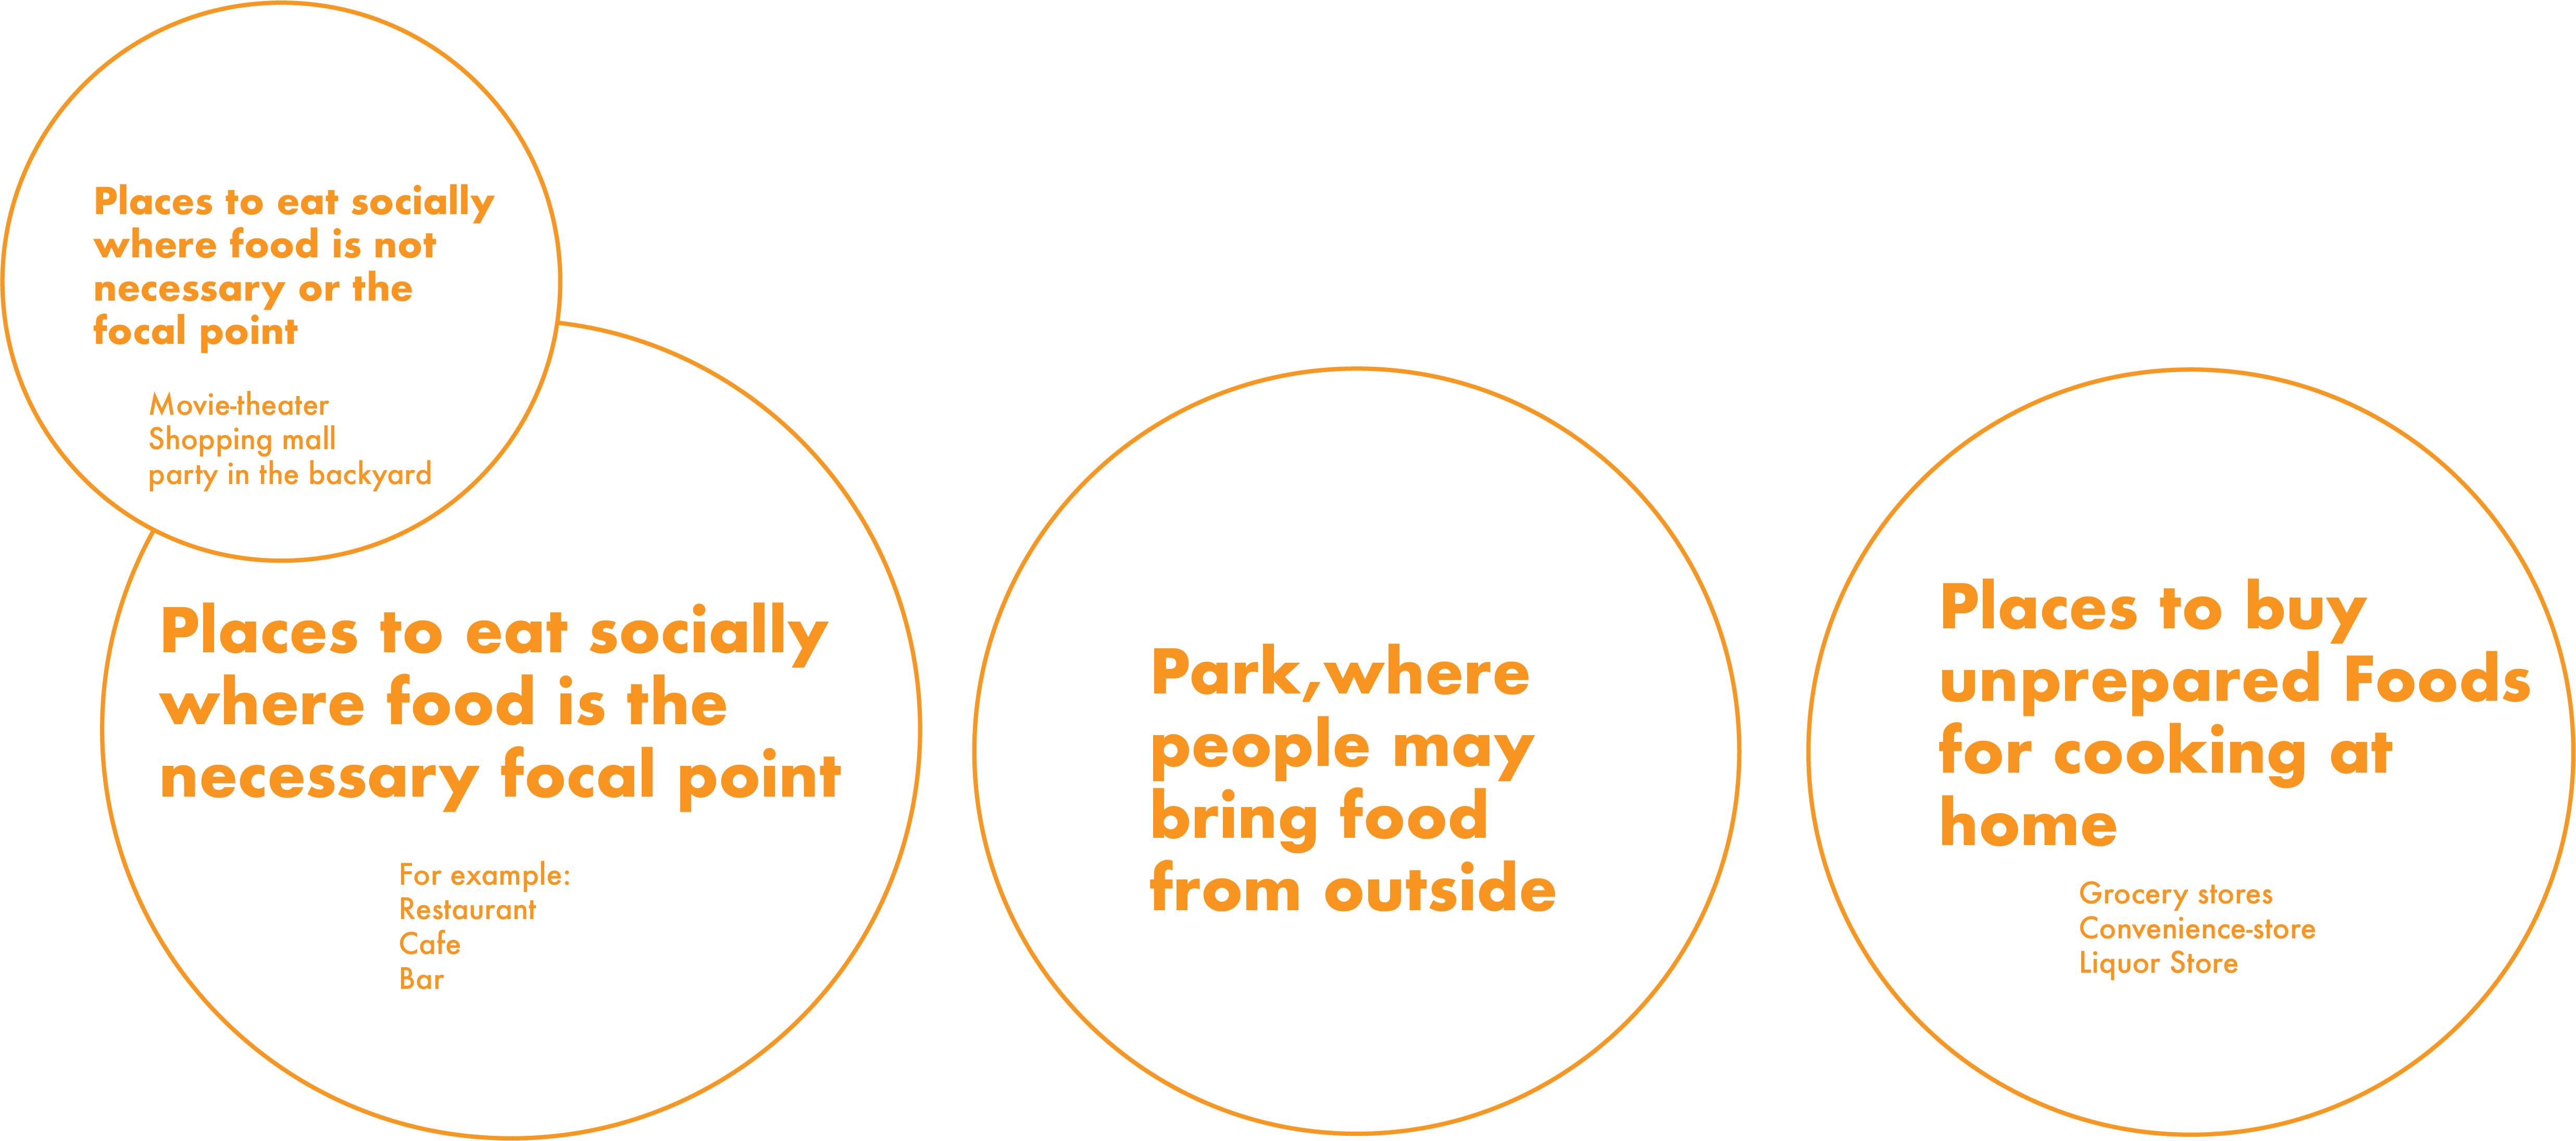 Places to eat socially
where food is not
necessary or the
focal point
Movie-theater
Shopping mall
party in the backyard
Places to eat socially
where food is the
necessary focal point
For example:
Restaurant
Cafe
Bar
Park,where
people may
bring food
from outside
Places to buy
unprepared Foods
for cooking at
home
Grocery stores
Convenience-store
Liquor Store